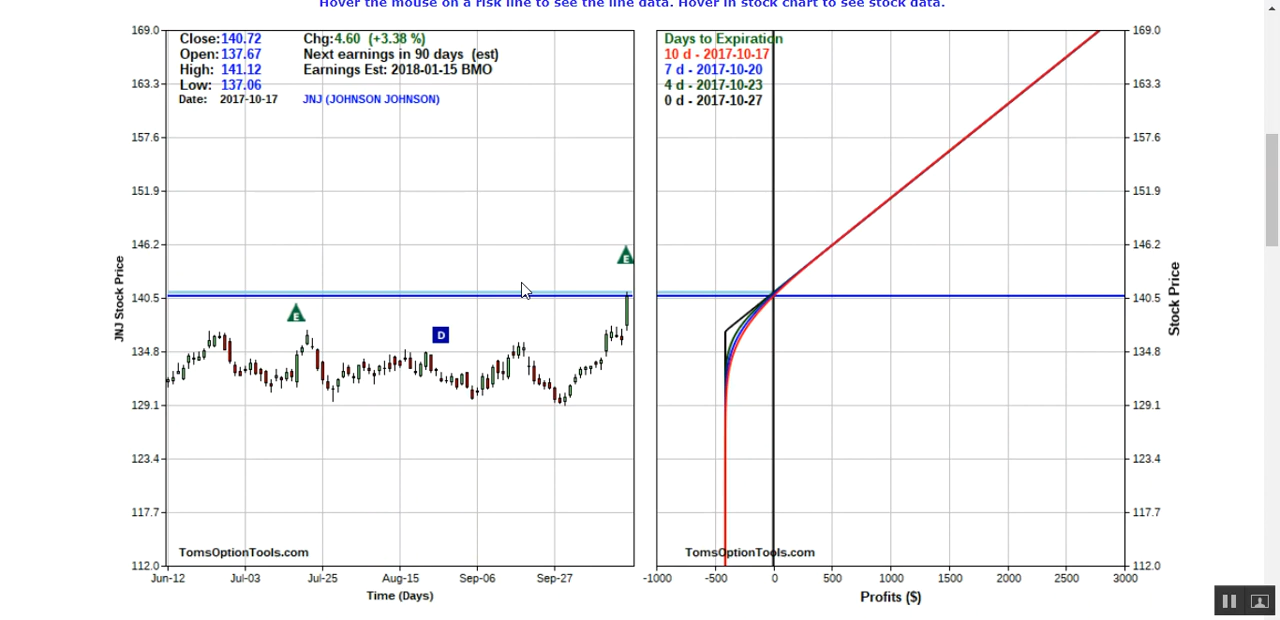 Hover the mouse on a risk line to see the line data. Hover in stock chart to see stock data.
Close: 140.72 Chg: 4.60 (+3.38 %)
Open: 137.67 Next earnings in 90 days (est)
High: 141.12 Earnings Est: 2018-01-15 BMO
Low: 137.06
Date: 2017-10-17 JNJ (JOHNSON JOHNSON)
169.0
163.3
157.6
151.9
146.2
140.5
134.8
129.1
123.4
117.7
112.0
JNJ Stock Price
E
D
E
TomsOptionTools.com
Jun-12 Jul-03 Jul-25 Aug-15 Sep-06 Sep-27
Time (Days)
Days to Expiration
10 d - 2017-10-17
7 d - 2017-10-20
4 d - 2017-10-23
0 d - 2017-10-27
TomsOptionTools.com
-1000 -500 0 500 1000 1500 2000 2500 3000
Profits ($)
169.0
163.3
157.6
151.9
146.2
140.5
134.8
129.1
123.4
117.7
112.0
Stock Price